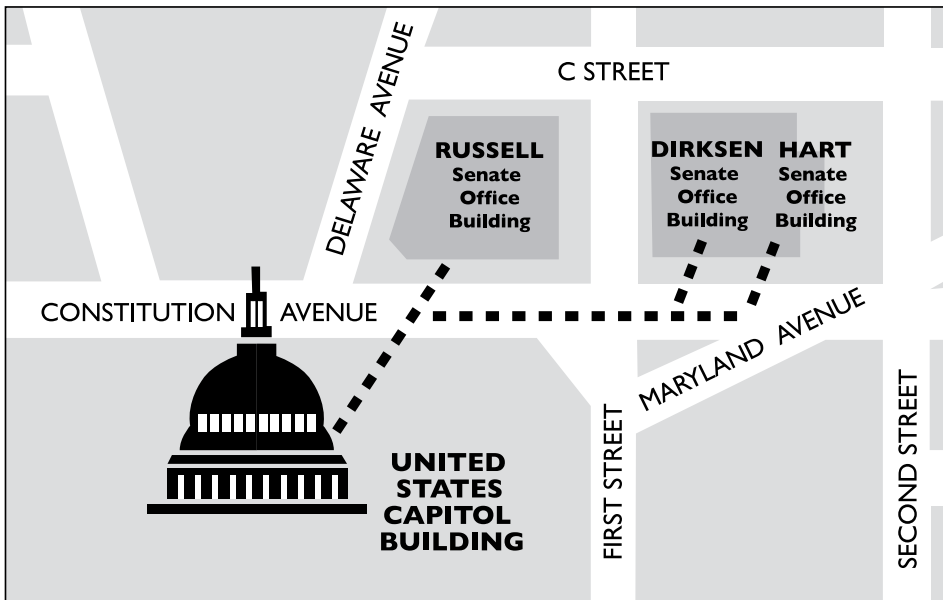 C STREET
DELAWARE AVENUE
RUSSELL
Senate
Office
Building
DIRKSEN
Senate
Office
Building
HART
Senate
Office
Building
CONSTITUTION AVENUE
MARYLAND AVENUE
UNITED
STATES
CAPITOL
BUILDING
FIRST STREET
SECOND STREET